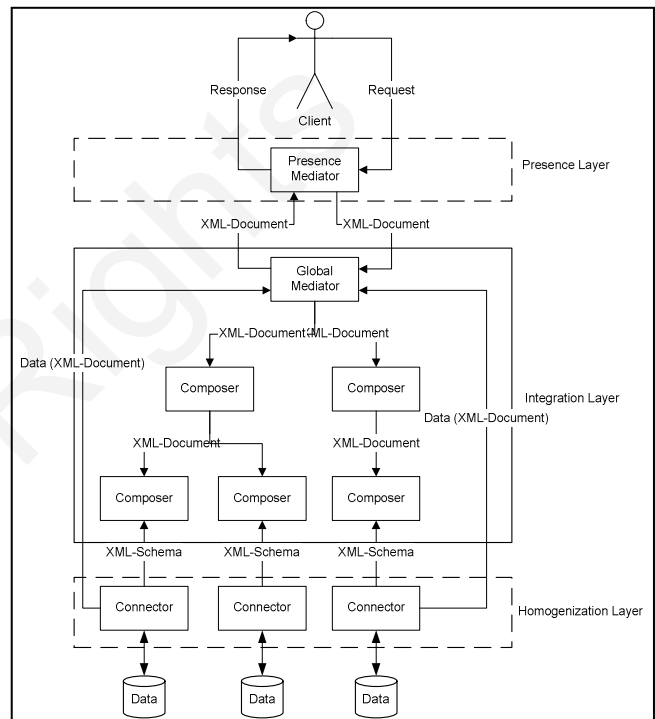 Response
Request
Client
Presence
Mediator
Presence Layer
XML-Document
XML-Document
Global
Mediator
XML-Document
XML-Document
Data (XML-Document)
Composer
Composer
Integration Layer
Data (XML-Document)
XML-Document
XML-Document
Composer
Composer
Composer
XML-Schema
XML-Schema
XML-Schema
Connector
Connector
Connector
Homogenization Layer
Data
Data
Data
Rights